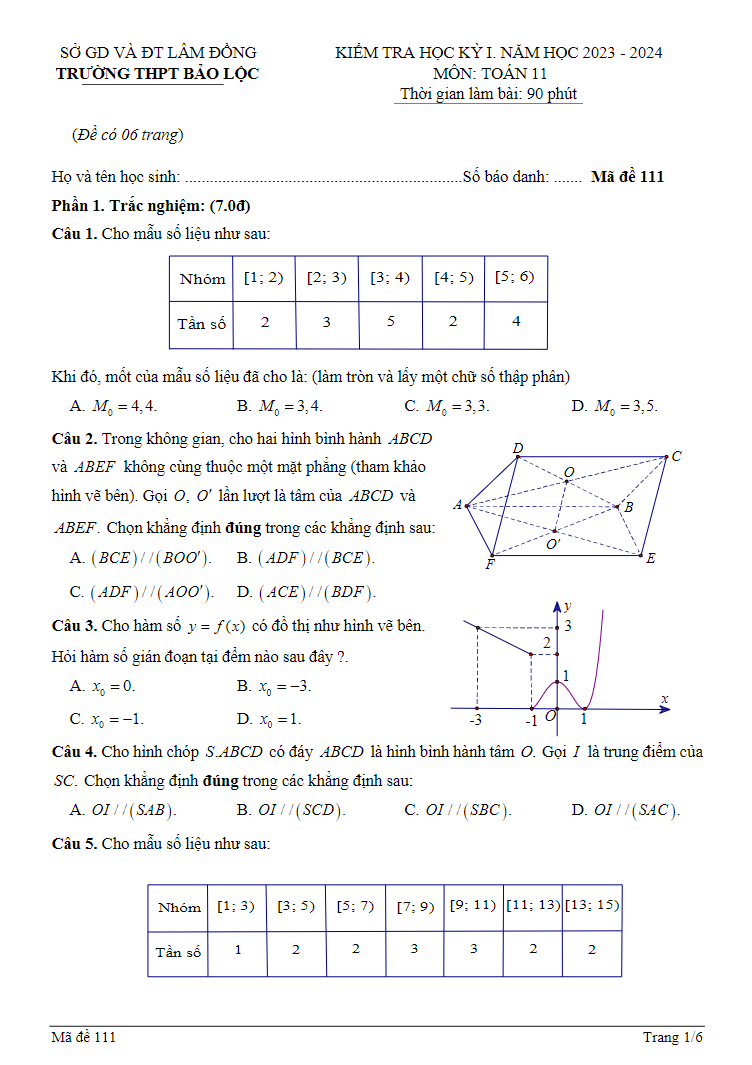 SỞ GD VÀ ĐT LÂM ĐỒNG
TRƯỜNG THPT BẢO LỘC
KIỂM TRA HỌC KỲ I. NĂM HỌC 2023 - 2024
MÔN: TOÁN 11
Thời gian làm bài: 90 phút
(Đề có 06 trang)
Họ và tên học sinh: ............................................................Số báo danh: ....... Mã đề 111
Phần 1. Trắc nghiệm: (7.0đ)
Câu 1. Cho mẫu số liệu như sau:
Nhóm [1; 2) [2; 3) [3; 4) [4; 5) [5; 6)
Tần số 2 3 5 2 4
Khi đó, mốt của mẫu số liệu đã cho là: (làm tròn và lấy một chữ số thập phân)
A. M₀ = 4,4. B. M₀ = 3,4. C. M₀ = 3,3. D. M₀ = 3,5.
Câu 2. Trong không gian, cho hai hình bình hành ABCD
và ABEF không cùng thuộc một mặt phẳng (tham khảo
hình vẽ bên). Gọi O, O' lần lượt là tâm của ABCD và
ABEF. Chọn khẳng định đúng trong các khẳng định sau:
A. (BCE)//(BOO'). B. (ADF)//(BCE).
C. (ADF)//(AOO'). D. (ACE)//(BDF).
D
C
O
A
B
O'
F
E
Câu 3. Cho hàm số y = f(x) có đồ thị như hình vẽ bên.
Hỏi hàm số gián đoạn tại đểm nào sau đây ?.
A. x₀ = 0. B. x₀ = −3.
C. x₀ = −1. D. x₀ = 1.
y
3
2
1
x
-3 -1 O 1
Câu 4. Cho hình chóp S.ABCD có đáy ABCD là hình bình hành tâm O. Gọi I là trung điểm của
SC. Chọn khẳng định đúng trong các khẳng định sau:
A. OI//(SAB). B. OI//(SCD). C. OI//(SBC). D. OI//(SAC).
Câu 5. Cho mẫu số liệu như sau:
Nhóm [1; 3) [3; 5) [5; 7) [7; 9) [9; 11) [11; 13) [13; 15)
Tần số 1 2 2 3 3 2 2
Mã đề 111 Trang 1/6